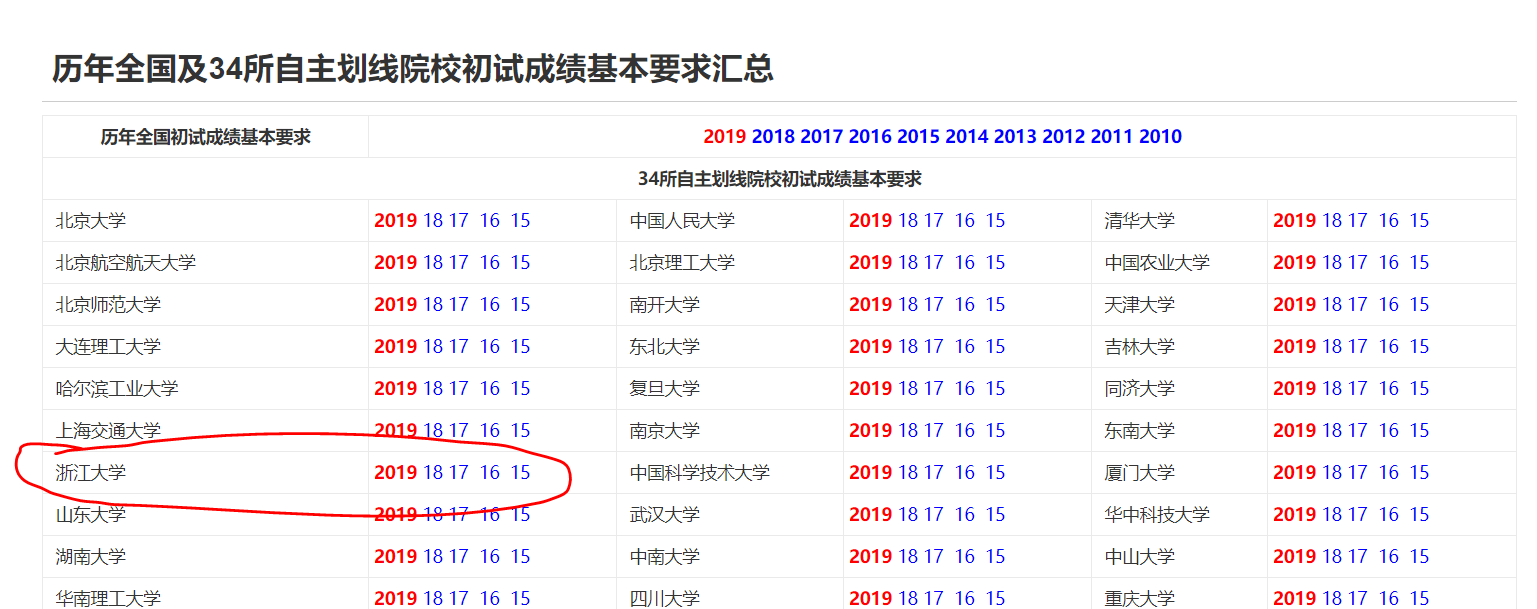 历年全国及34所自主划线院校初试成绩基本要求汇总
历年全国初试成绩基本要求 2019 2018 2017 2016 2015 2014 2013 2012 2011 2010
34所自主划线院校初试成绩基本要求
北京大学 2019 18 17 16 15 中国人民大学 2019 18 17 16 15 清华大学 2019 18 17 16 15
北京航空航天大学 2019 18 17 16 15 北京理工大学 2019 18 17 16 15 中国农业大学 2019 18 17 16 15
北京师范大学 2019 18 17 16 15 南开大学 2019 18 17 16 15 天津大学 2019 18 17 16 15
大连理工大学 2019 18 17 16 15 东北大学 2019 18 17 16 15 吉林大学 2019 18 17 16 15
哈尔滨工业大学 2019 18 17 16 15 复旦大学 2019 18 17 16 15 同济大学 2019 18 17 16 15
上海交通大学 2019 18 17 16 15 南京大学 2019 18 17 16 15 东南大学 2019 18 17 16 15
浙江大学 2019 18 17 16 15 中国科学技术大学 2019 18 17 16 15 厦门大学 2019 18 17 16 15
山东大学 2019 18 17 16 15 武汉大学 2019 18 17 16 15 华中科技大学 2019 18 17 16 15
湖南大学 2019 18 17 16 15 中南大学 2019 18 17 16 15 中山大学 2019 18 17 16 15
华南理工大学 2019 18 17 16 15 四川大学 2019 18 17 16 15 重庆大学 2019 18 17 16 15